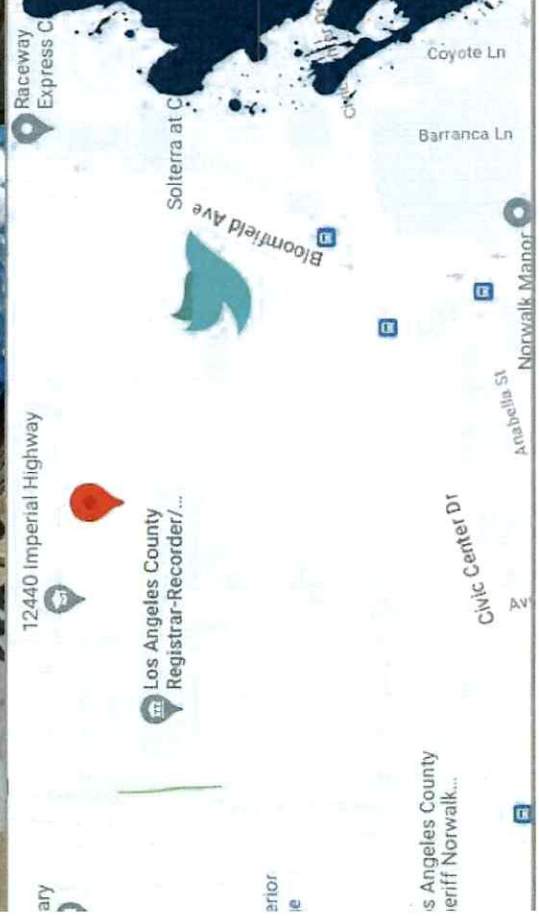 Raceway
Express C
Coyote Ln
Barranca Ln
Solterra at C
Bloomfield Ave
Norwalk Manor
12440 Imperial Highway
Anabella St
Los Angeles County
Registrar-Recorder/...
Civic Center Dr
Av
s Angeles County
eriff Norwalk...
ary
erior
e